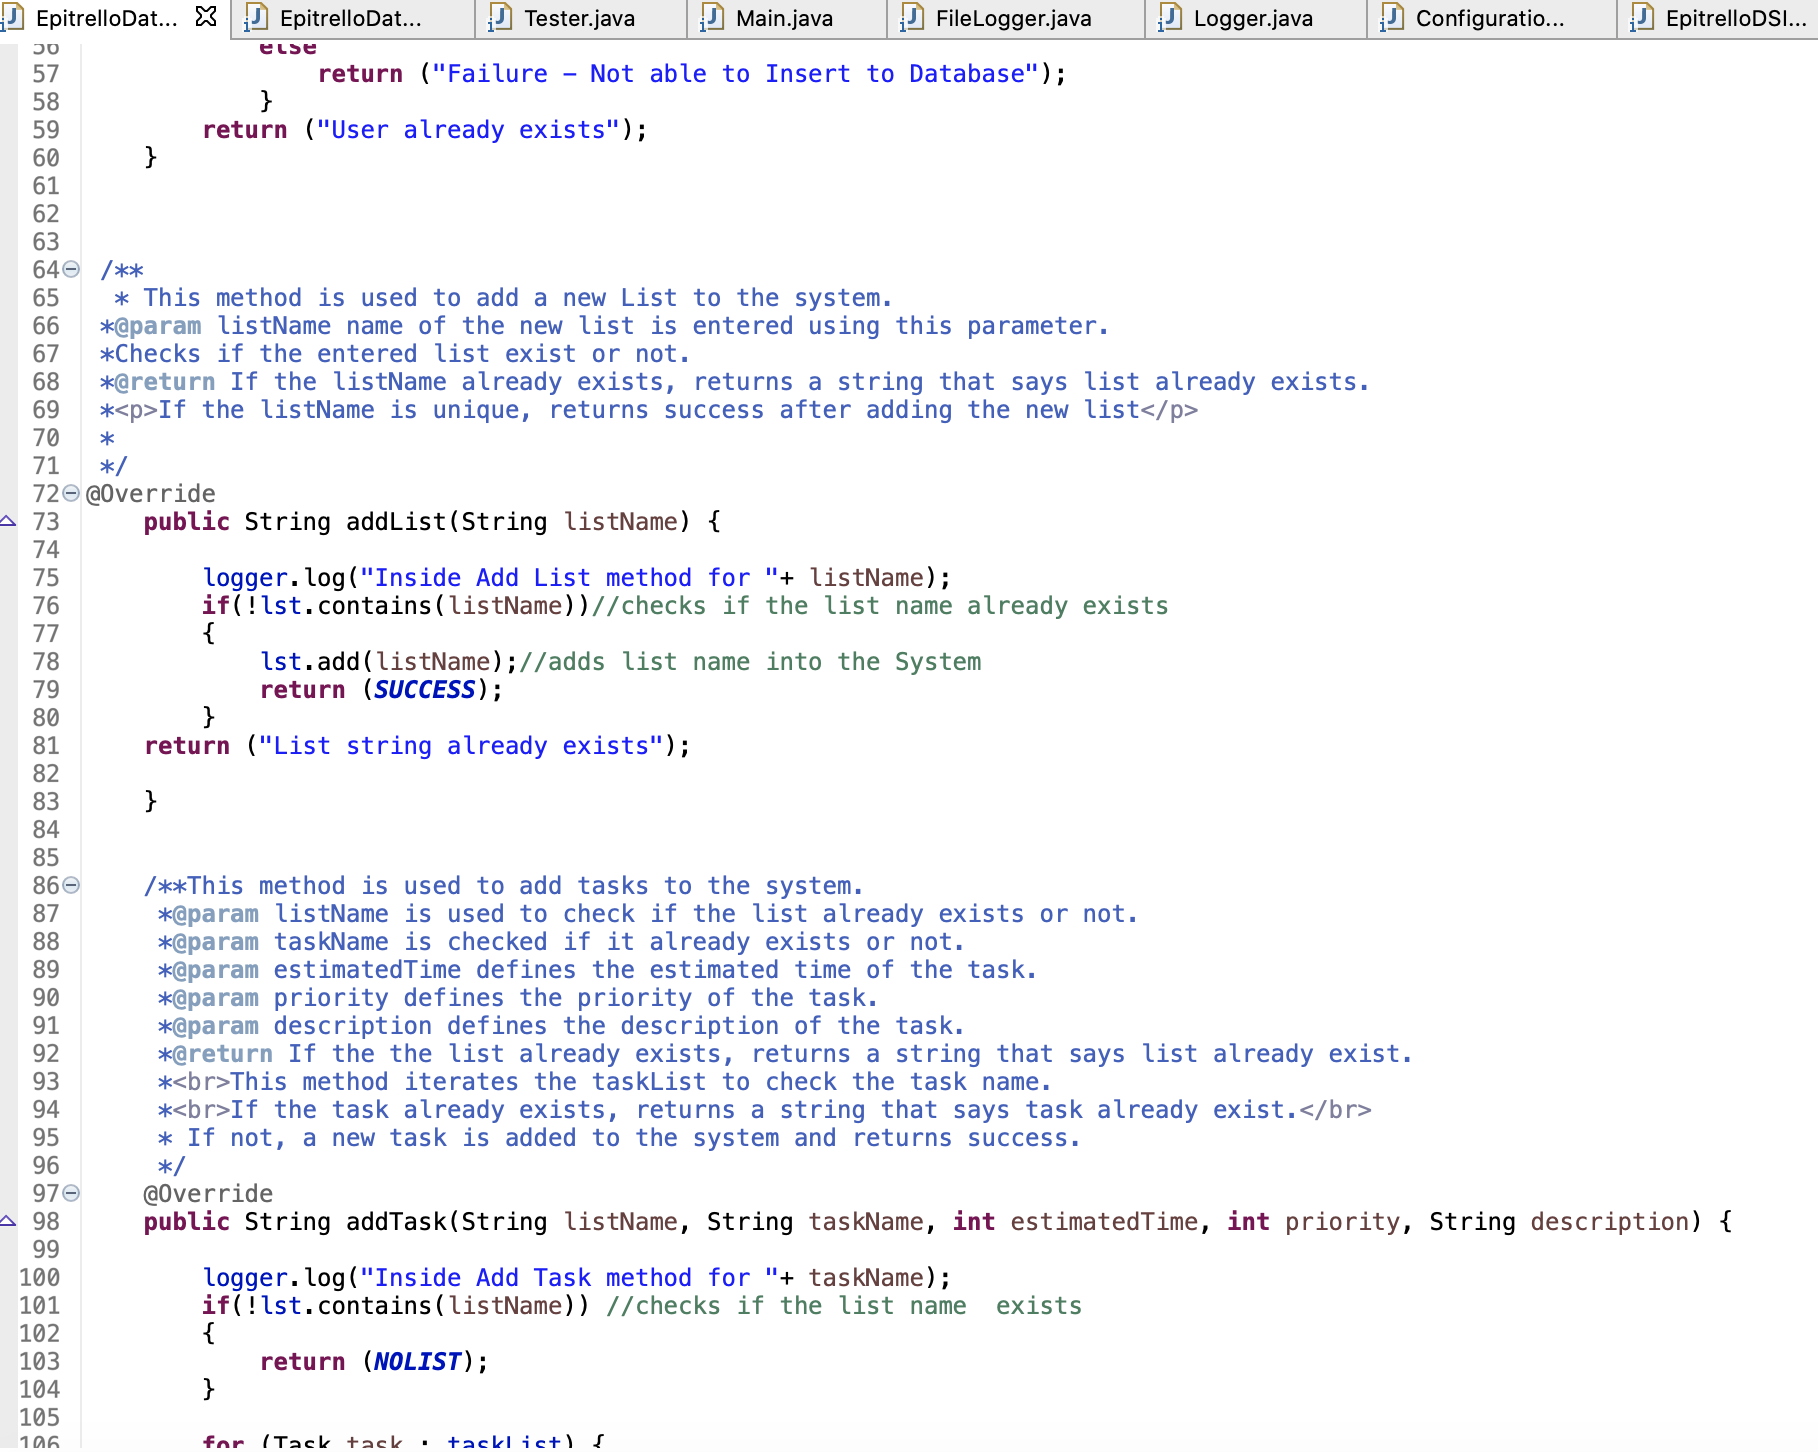 EpitrelloDat... EpitrelloDat... Tester.java Main.java FileLogger.java Logger.java Configuratio... EpitrelloDSI...
56 else
57 return ("Failure – Not able to Insert to Database");
58 }
59 return ("User already exists");
60 }
61
62
63
64 /**
65 * This method is used to add a new List to the system.
66 *@param listName name of the new list is entered using this parameter.
67 *Checks if the entered list exist or not.
68 *@return If the listName already exists, returns a string that says list already exists.
69 *<p>If the listName is unique, returns success after adding the new list</p>
70 *
71 */
72 @Override
73 public String addList(String listName) {
74
75 logger.log("Inside Add List method for "+ listName);
76 if(!lst.contains(listName))//checks if the list name already exists
77 {
78 lst.add(listName);//adds list name into the System
79 return (SUCCESS);
80 }
81 return ("List string already exists");
82
83 }
84
85
86 /**This method is used to add tasks to the system.
87 *@param listName is used to check if the list already exists or not.
88 *@param taskName is checked if it already exists or not.
89 *@param estimatedTime defines the estimated time of the task.
90 *@param priority defines the priority of the task.
91 *@param description defines the description of the task.
92 *@return If the the list already exists, returns a string that says list already exist.
93 *<br>This method iterates the taskList to check the task name.
94 *<br>If the task already exists, returns a string that says task already exist.</br>
95 * If not, a new task is added to the system and returns success.
96 */
97 @Override
98 public String addTask(String listName, String taskName, int estimatedTime, int priority, String description) {
99
100 logger.log("Inside Add Task method for "+ taskName);
101 if(!lst.contains(listName)) //checks if the list name  exists
102 {
103 return (NOLIST);
104 }
105
106 for (Task task : taskList) {